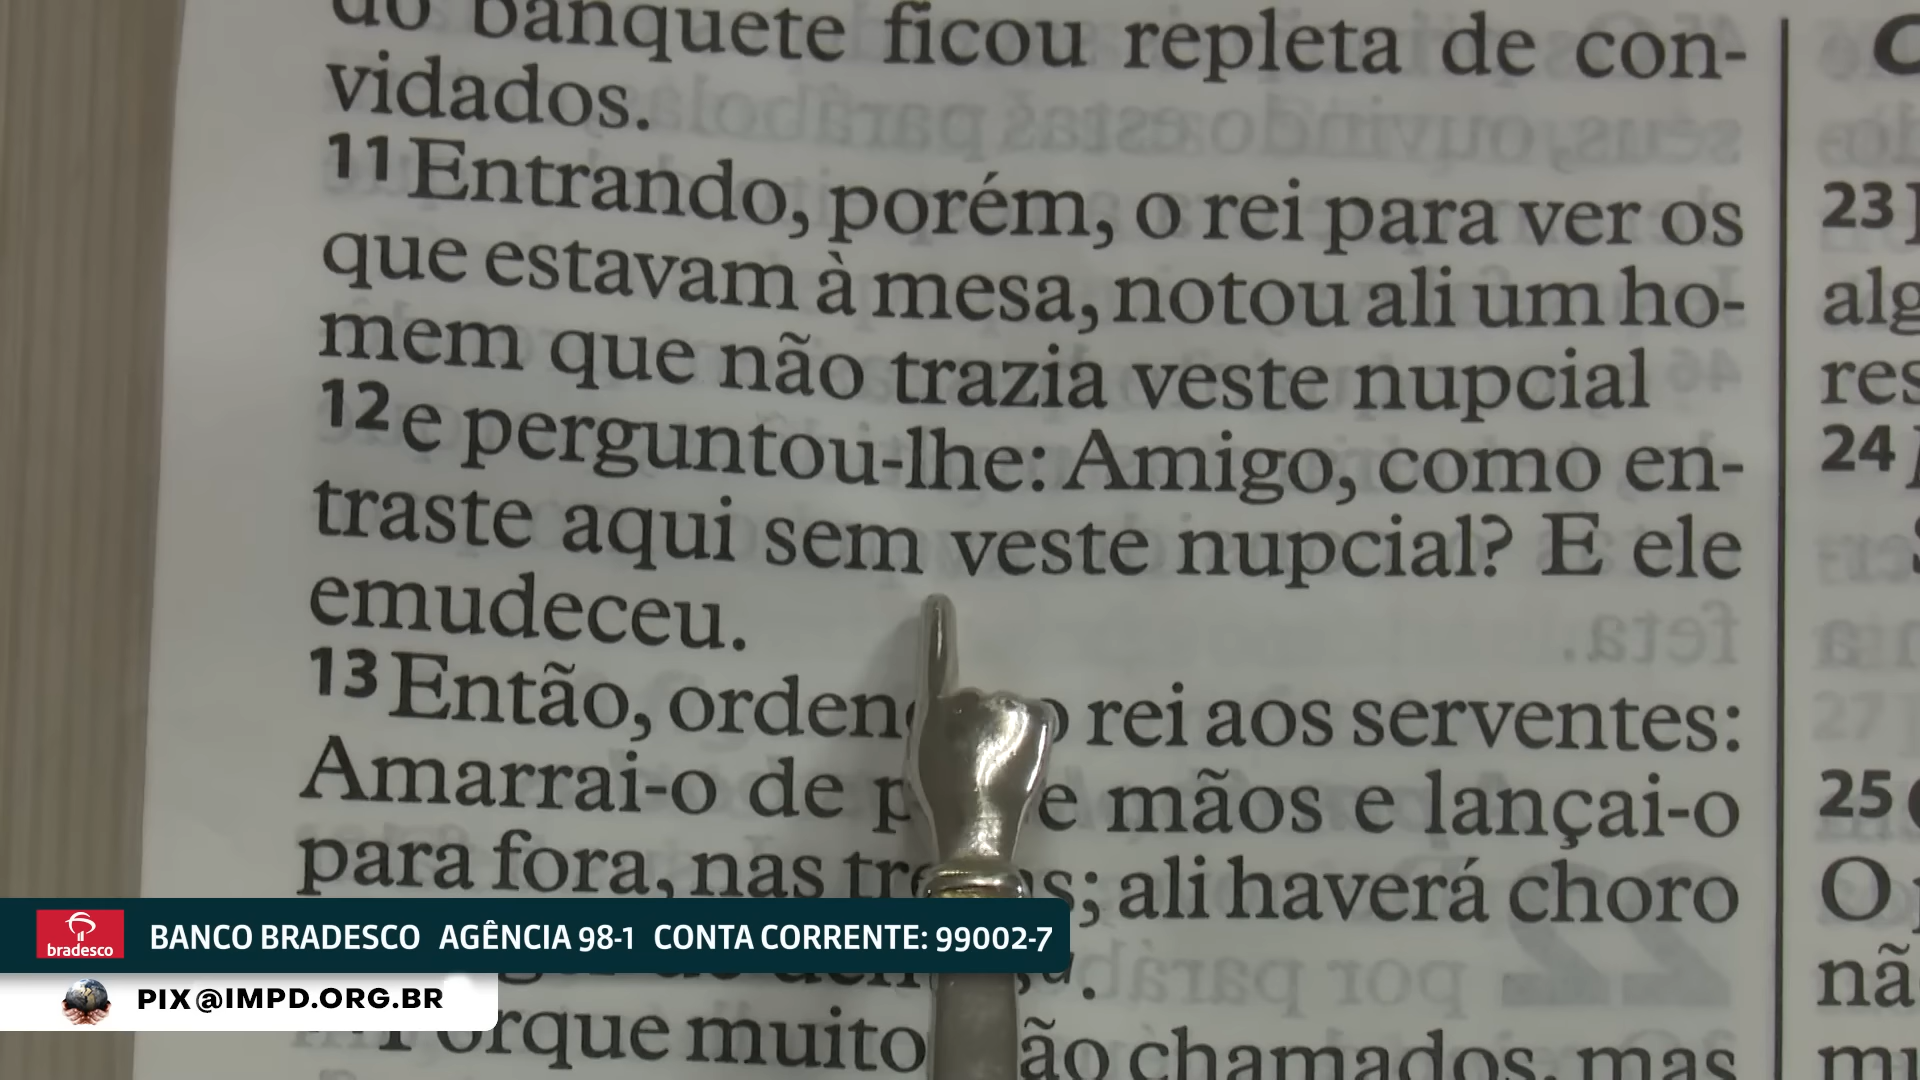 do banquete ficou repleta de con-
vidados.
11 Entrando, porém, o rei para ver os
que estavam à mesa, notou ali um ho-
mem que não trazia veste nupcial
12 e perguntou-lhe: Amigo, como en-
traste aqui sem veste nupcial? E ele
emudeceu.
13 Então, orden o rei aos serventes:
Amarrai-o de p e mãos e lançai-o
para fora, nas tr s; ali haverá choro
Porque muito ão chamados, mas
23
alg
res
24
25
O
nã
mu
bradesco
BANCO BRADESCO AGÊNCIA 98-1 CONTA CORRENTE: 99002-7
PIX@IMPD.ORG.BR